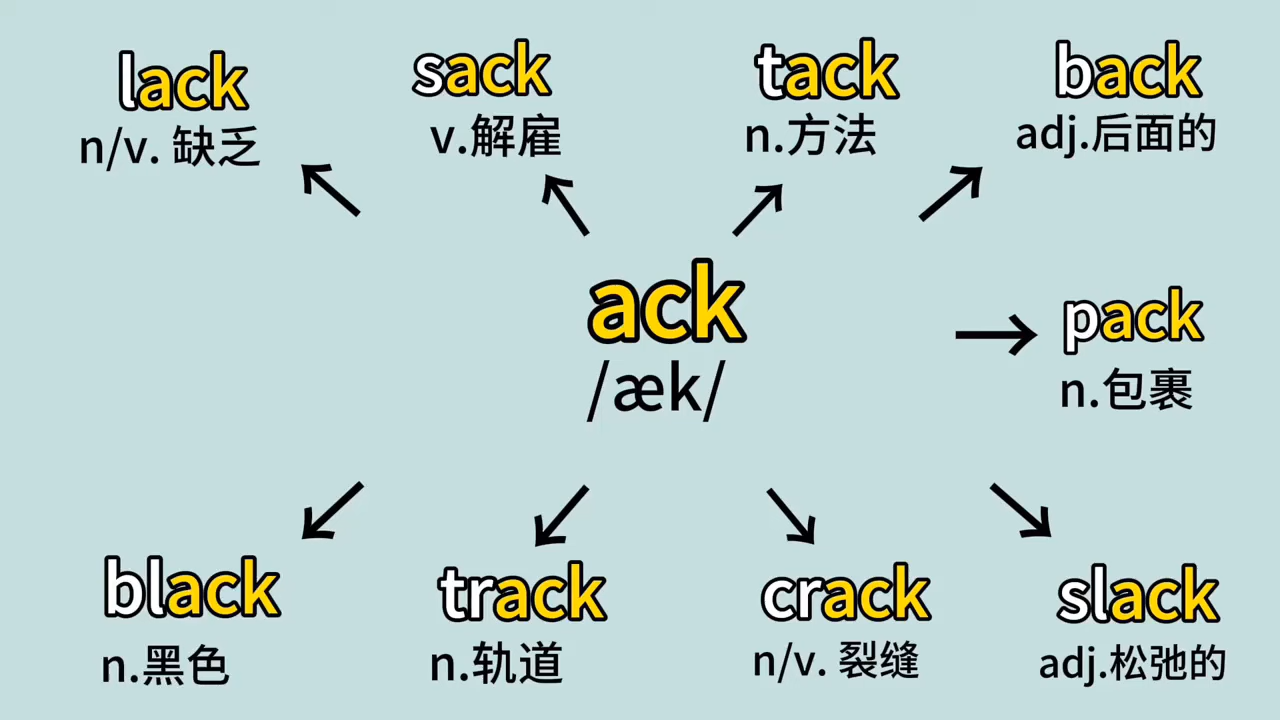 lack
n/v. 缺乏
sack
v.解雇
tack
n.方法
back
adj.后面的
ack
/æk/
pack
n.包裹
black
n.黑色
track
n.轨道
crack
n/v. 裂缝
slack
adj.松弛的